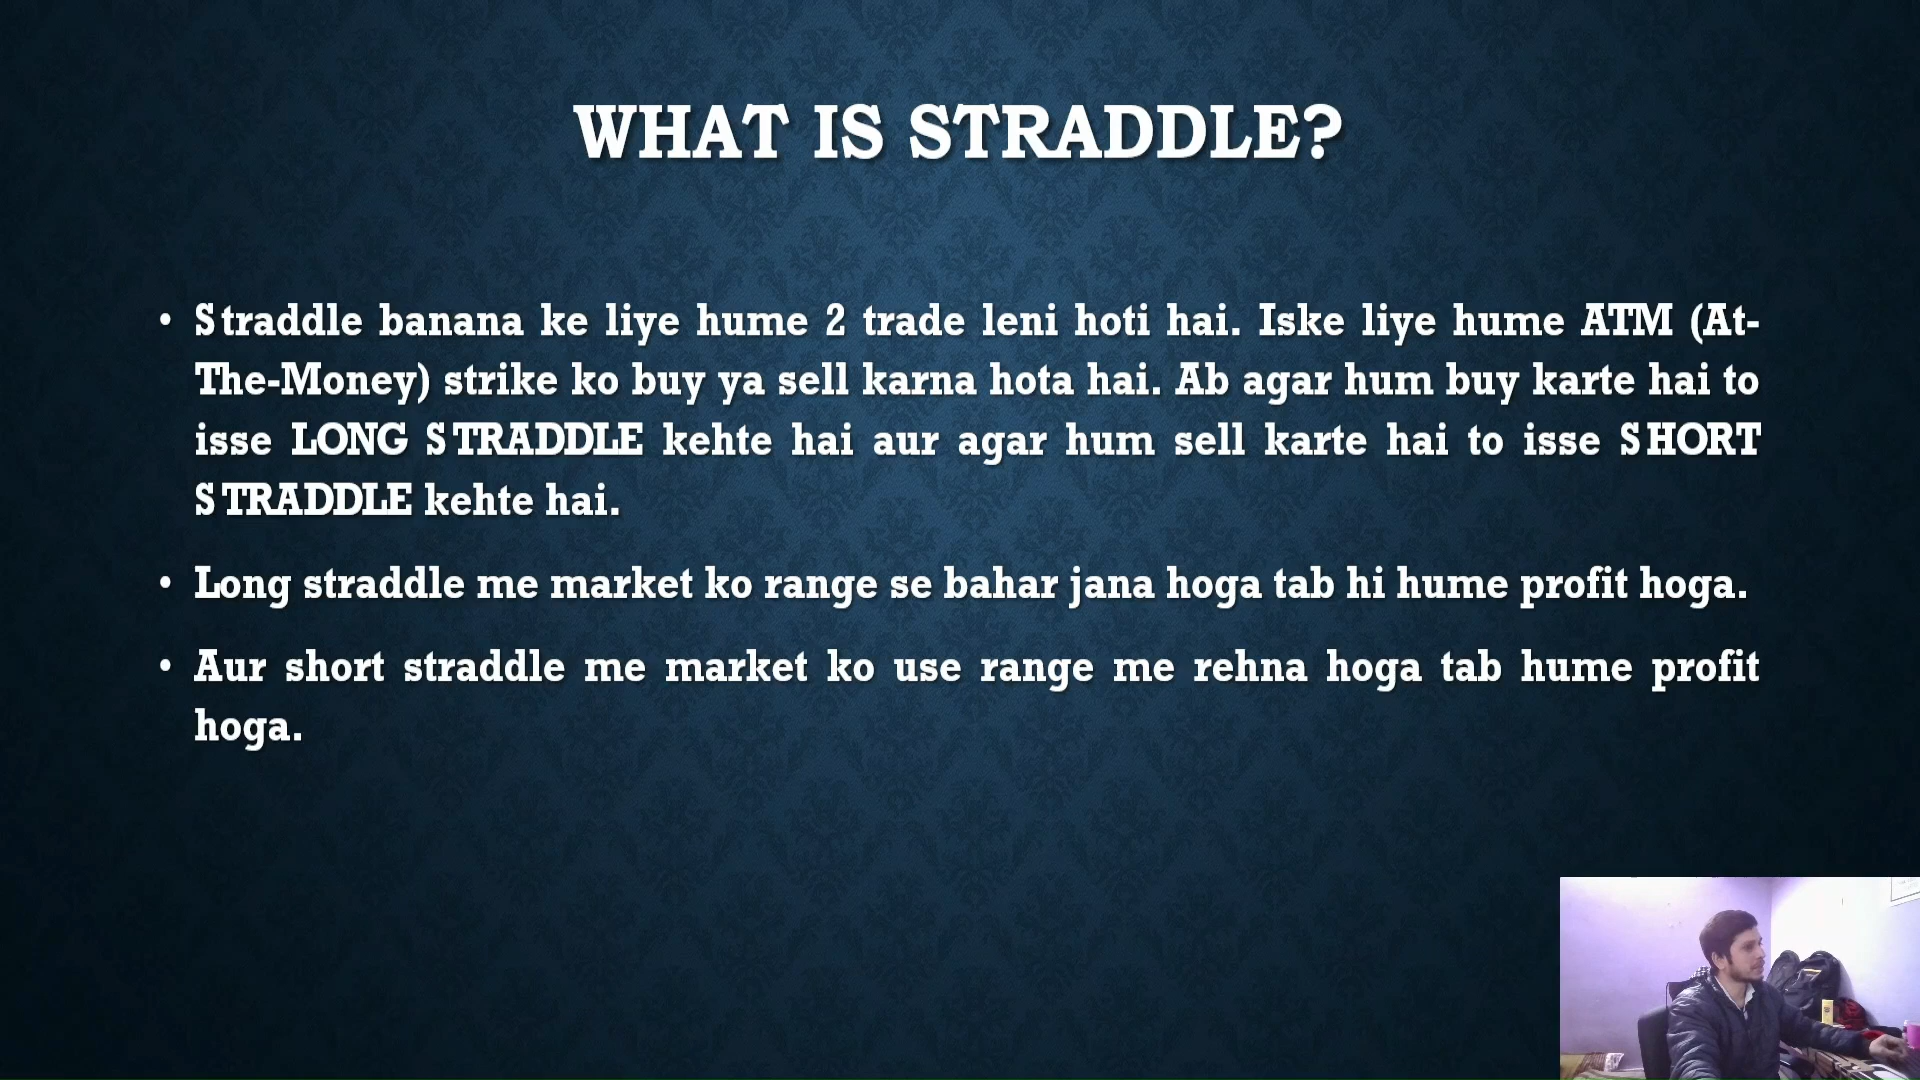 WHAT IS STRADDLE?
• Straddle banana ke liye hume 2 trade leni hoti hai. Iske liye hume ATM (At-
The-Money) strike ko buy ya sell karna hota hai. Ab agar hum buy karte hai to
isse LONG STRADDLE kehte hai aur agar hum sell karte hai to isse SHORT
STRADDLE kehte hai.
• Long straddle me market ko range se bahar jana hoga tab hi hume profit hoga.
• Aur short straddle me market ko use range me rehna hoga tab hume profit
hoga.